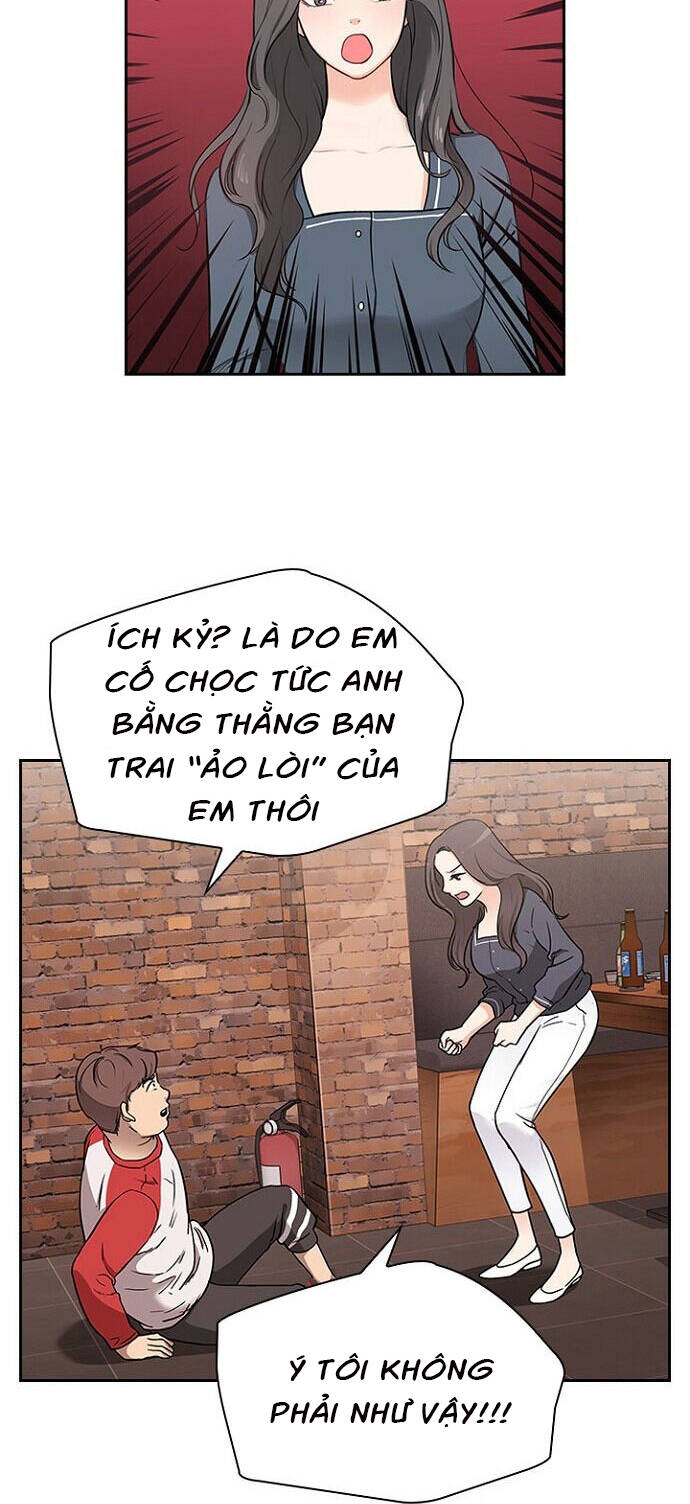 ÍCH KỶ? LÀ DO EM
CỐ CHỌC TỨC ANH
BẰNG THẰNG BẠN
TRAI “ẢO LÒI” CỦA
EM THÔI
Ý TÔI KHÔNG
PHẢI NHƯ VẬY!!!